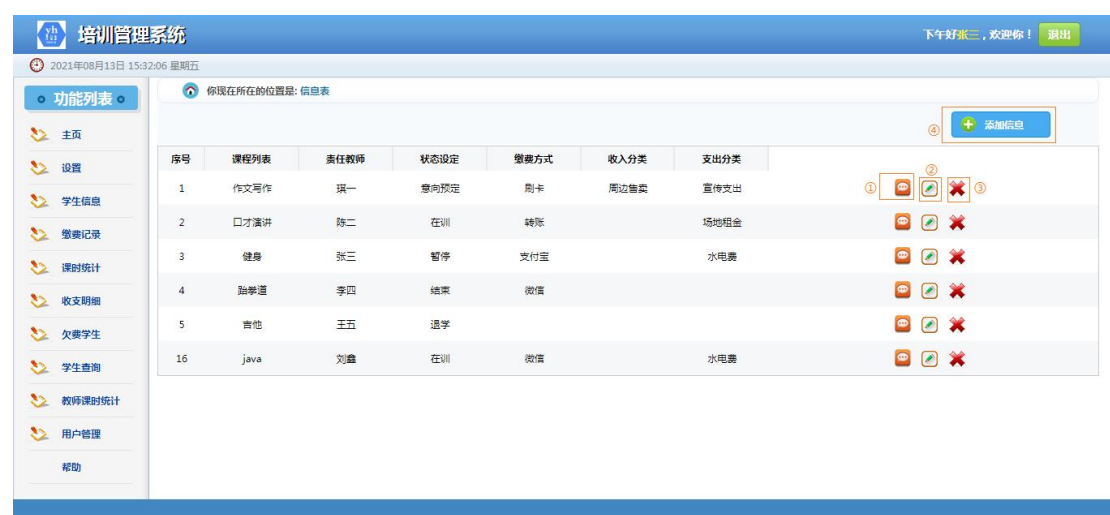 yh
培训管理系统
下午好张三，欢迎你！ 退出
2021年08月13日 15:32:06 星期五
功能列表
你现在所在的位置是: 信息表
主页
④ 添加信息
设置
序号 课程列表 责任教师 状态设定 缴费方式 收入分类 支出分类
②
1 作文写作 琪一 意向预定 刷卡 周边售卖 宣传支出 ① ③
学生信息
2 口才演讲 陈二 在训 转账 场地租金
缴费记录
3 健身 张三 暂停 支付宝 水电费
课时统计
4 跆拳道 李四 结束 微信
收支明细
5 吉他 王五 退学
欠费学生
16 java 刘鑫 在训 微信 水电费
学生查询
教师课时统计
用户管理
帮助